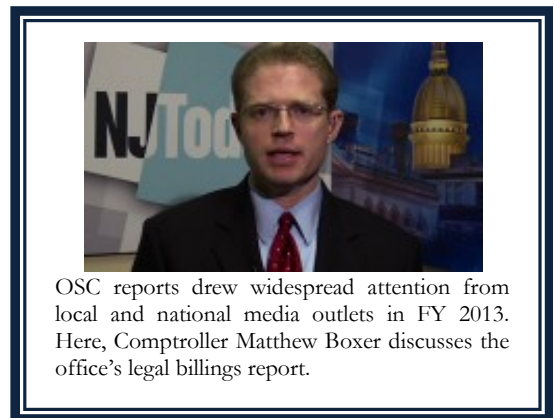 NJTod
OSC reports drew widespread attention from
local and national media outlets in FY 2013.
Here, Comptroller Matthew Boxer discusses the
office's legal billings report.